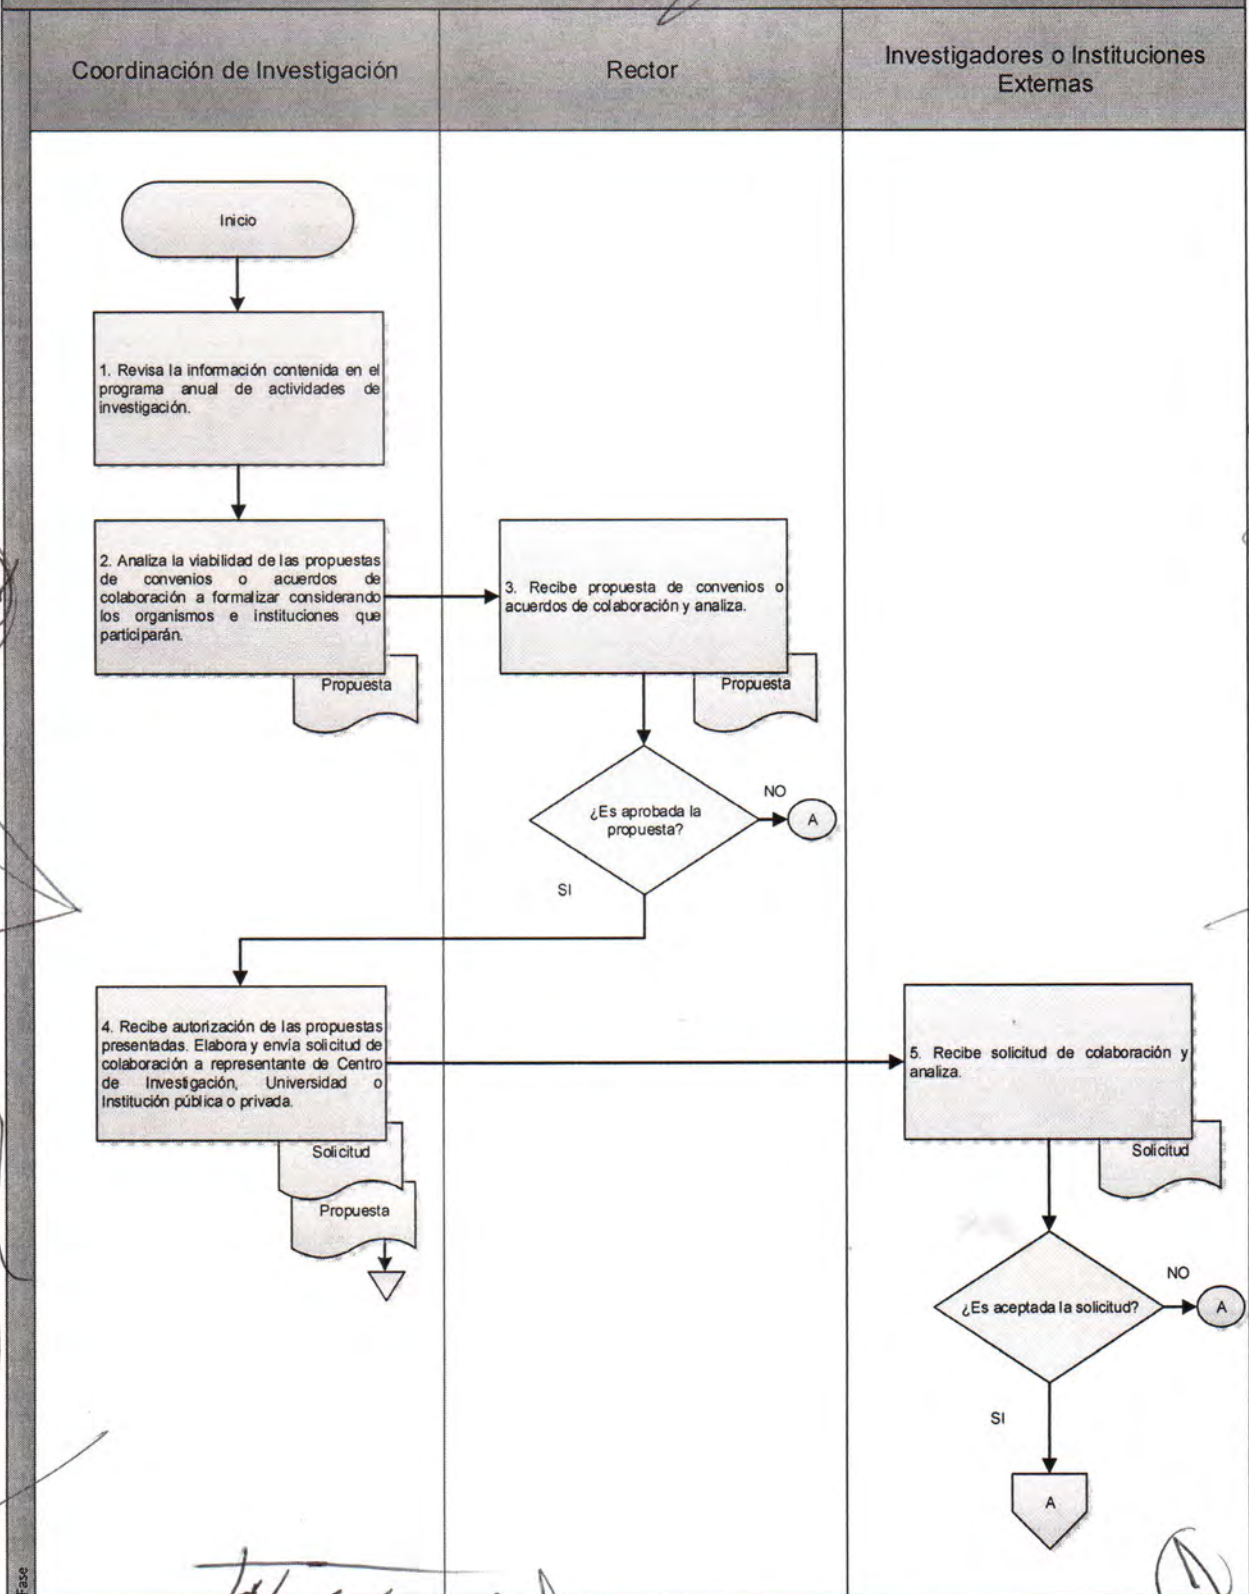 Coordinación de Investigación
Rector
Investigadores o Instituciones
Externas
Inicio
1. Revisa la información contenida en el
programa anual de actividades de
investigación.
2. Analiza la viabilidad de las propuestas
de convenios o acuerdos de
colaboración a formalizar considerando
los organismos e instituciones que
participarán.
Propuesta
3. Recibe propuesta de convenios o
acuerdos de colaboración y analiza.
Propuesta
¿Es aprobada la
propuesta?
NO
A
SI
4. Recibe autorización de las propuestas
presentadas. Elabora y envía solicitud de
colaboración a representante de Centro
de Investigación, Universidad o
Institución pública o privada.
Solicitud
Propuesta
5. Recibe solicitud de colaboración y
analiza.
Solicitud
¿Es aceptada la solicitud?
NO
A
SI
A
Fase